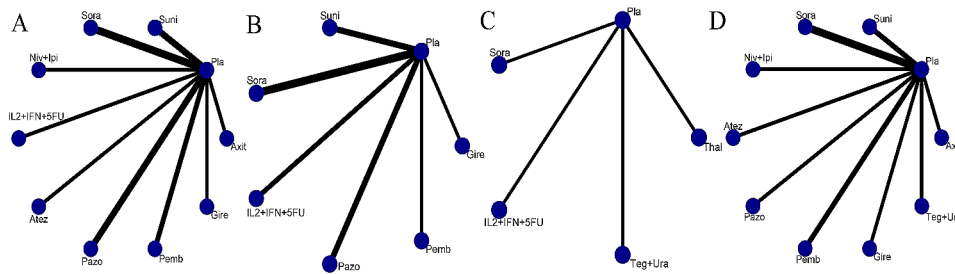 A
Sora
Suni
Pla
Niv+Ipi
IL2+IFN+5FU
Axit
Atez
Gire
Pazo
Pemb
B
Suni
Pla
Sora
Gire
IL2+IFN+5FU
Pemb
Pazo
C
Pla
Sora
Thal
IL2+IFN+5FU
Teg+Ura
D
Sora
Suni
Pla
Niv+Ipi
Atez
Pazo
Teg+Ura
Pemb
Gire